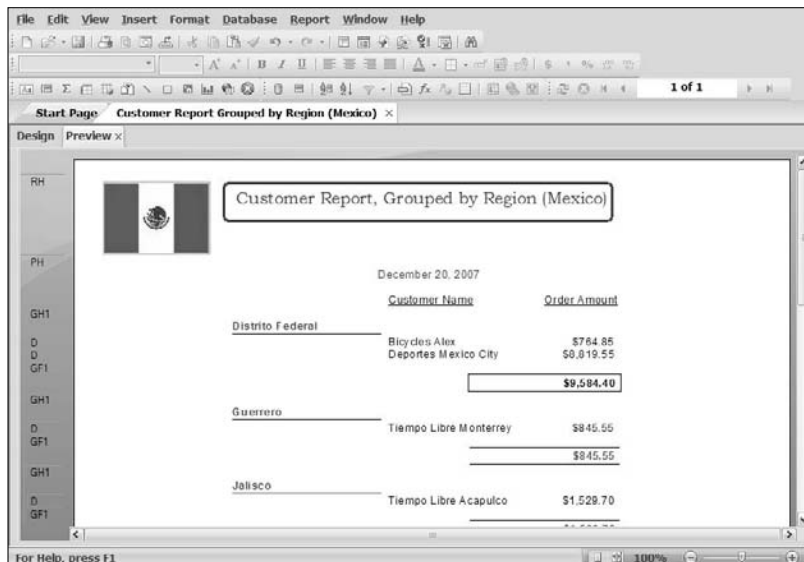 File Edit View Insert Format Database Report Window Help
1 of 1
Start Page Customer Report Grouped by Region (Mexico) ×
Design Preview ×
RH
Customer Report, Grouped by Region (Mexico)
PH
December 20, 2007
Customer Name Order Amount
GH1
Distrito Federal
D Bicycles Alex $764.85
D Deportes Mexico City $8,819.55
GF1
$9,584.40
GH1
Guerrero
D Tiempo Libre Monterrey $845.55
GF1
$845.55
GH1
Jalisco
D Tiempo Libre Acapulco $1,529.70
GF1
For Help, press F1 100%